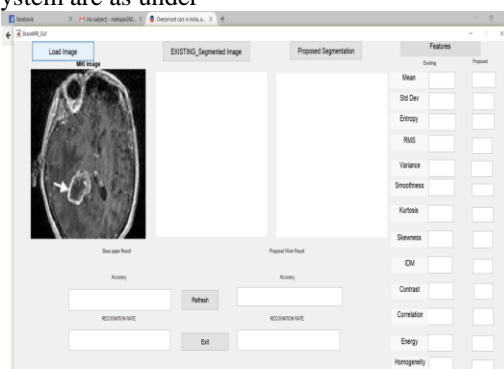 ystem are as under
facebook
Overpriced cars in India, a..
BrainMRI_GUI
Load Image
EXISTING_Segmented Image
Proposed Segmentation
Features
MRI Image
Existing
Proposed
Mean
Std Dev
Entropy
RMS
Variance
Smoothness
Kurtosis
Skewness
IDM
Contrast
Correlation
Energy
Homogeneity
Base paper Result
Proposed Work Result
Accuracy
Accuracy
Refresh
RECOGNITION RATE
RECOGNITION RATE
Exit